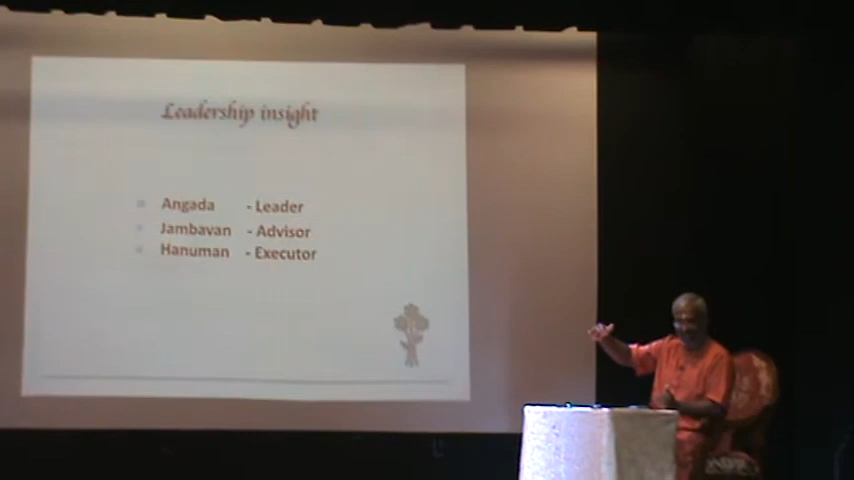 Leadership insight
Angada - Leader
Jambavan - Advisor
Hanuman - Executor